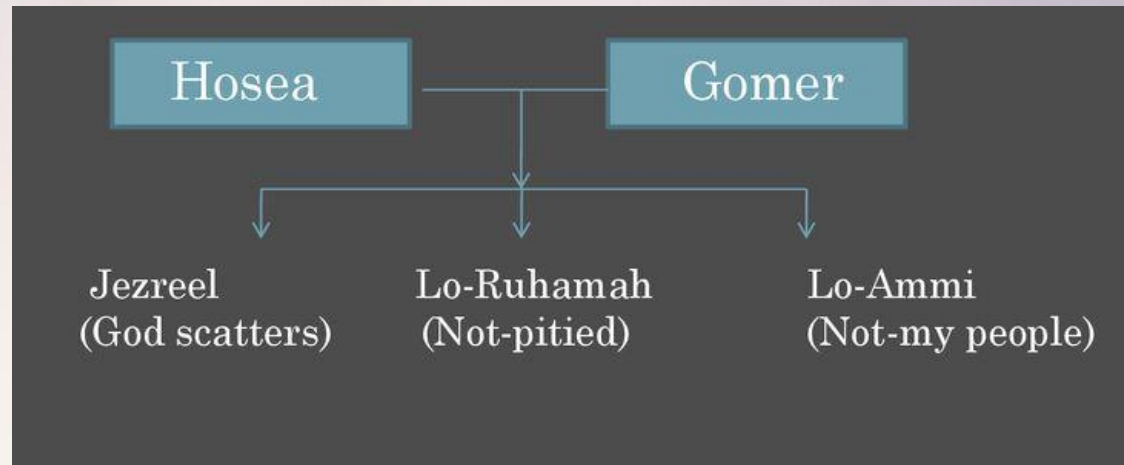 Hosea
Gomer
Jezreel
(God scatters)
Lo-Ruhamah
(Not-pitied)
Lo-Ammi
(Not-my people)